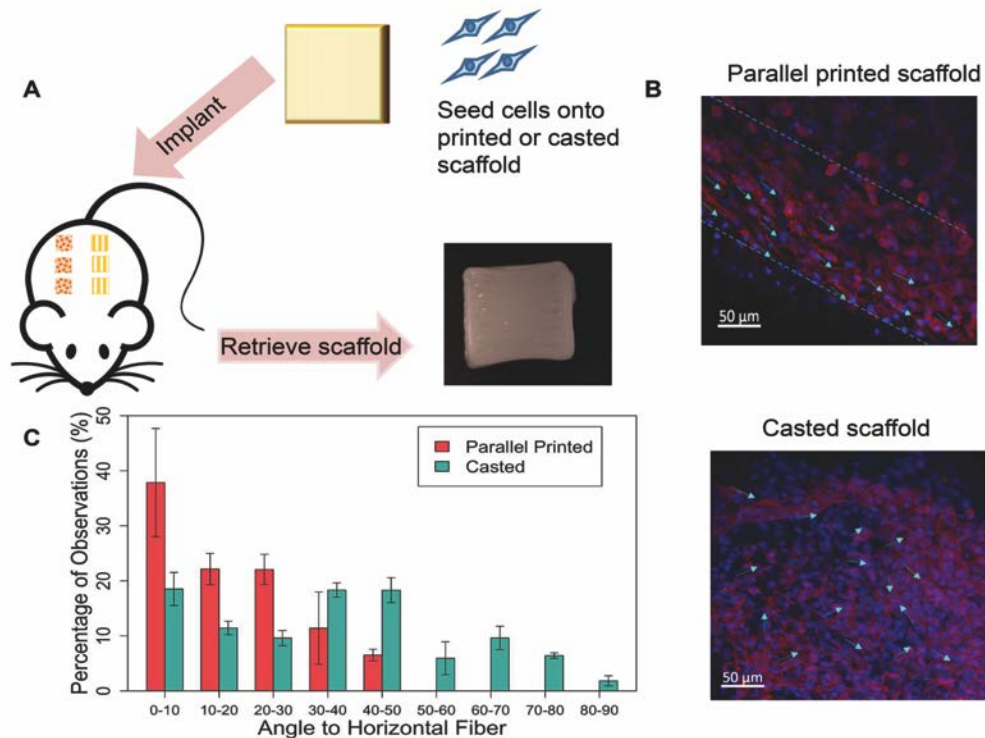 A
Implant
Seed cells onto
printed or casted
scaffold
Retrieve scaffold
B
Parallel printed scaffold
50 µm
Casted scaffold
50 µm
C
Percentage of Observations (%)
50
40
30
20
10
0
Parallel Printed
Casted
0-10 10-20 20-30 30-40 40-50 50-60 60-70 70-80 80-90
Angle to Horizontal Fiber